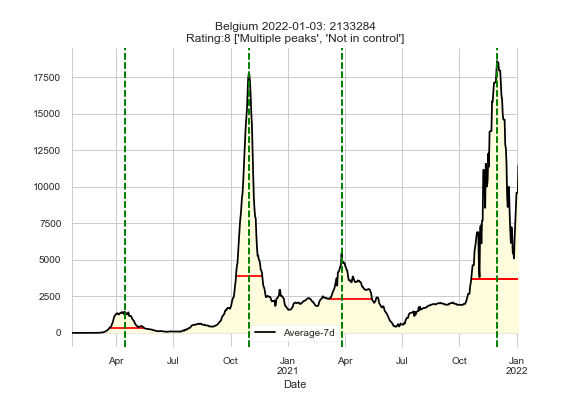 Belgium 2022-01-03: 2133284
Rating:8 ['Multiple peaks', 'Not in control']
17500
15000
12500
10000
7500
5000
2500
0
Average-7d
Apr Jul Oct Jan Apr Jul Oct Jan
2021 2022
Date